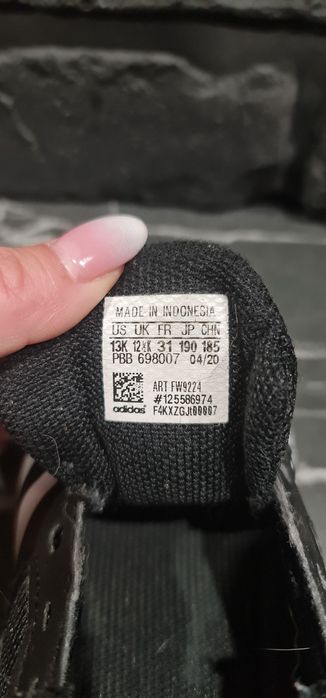 MADE IN INDONESIA
US UK FR JP CHN
13K 12½K 31 190 185
PBB 698007 04/20
ART FW9224
#125586974
adidas F4KXZGJt00007